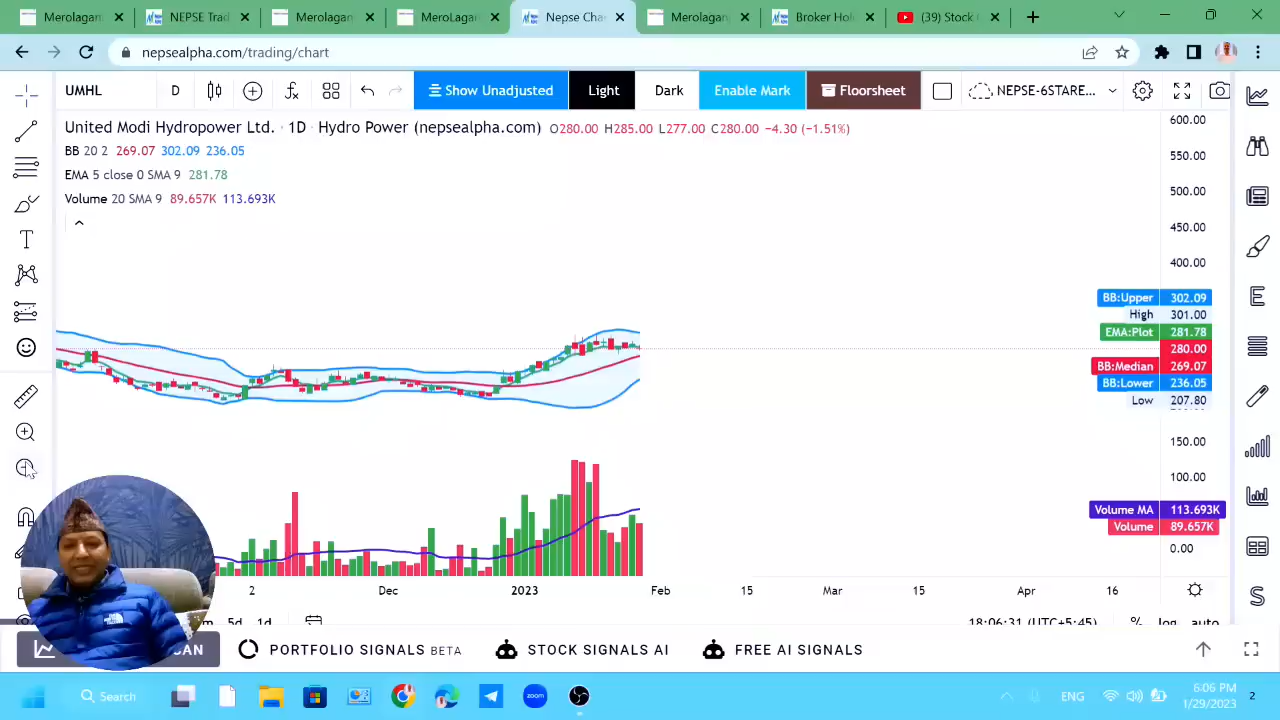 NEPSE Trad
Merolagan
MeroLagan
Nepse Cha
Merolagan
Broker Hol
(39) Stock
nepsealpha.com/trading/chart
UMHL
D
Show Unadjusted
Light
Dark
Enable Mark
Floorsheet
NEPSE-6STARE...
United Modi Hydropower Ltd. · 1D · Hydro Power (nepsealpha.com) O280.00 H285.00 L277.00 C280.00 −4.30 (−1.51%)
BB 20 2 269.07 302.09 236.05
EMA 5 close 0 SMA 9 281.78
Volume 20 SMA 9 89.657K 113.693K
600.00
550.00
500.00
450.00
400.00
BB:Upper 302.09
High 301.00
EMA:Plot 281.78
280.00
BB:Median 269.07
BB:Lower 236.05
Low 207.80
150.00
100.00
Volume MA 113.693K
Volume 89.657K
0.00
2 Dec 2023 Feb 15 Mar 15 Apr 16
5d 1d
18:06:31 (UTC+5:45) % log auto
PORTFOLIO SIGNALS BETA
STOCK SIGNALS AI
FREE AI SIGNALS
Search
zoom
ENG
6:06 PM
1/29/2023
2